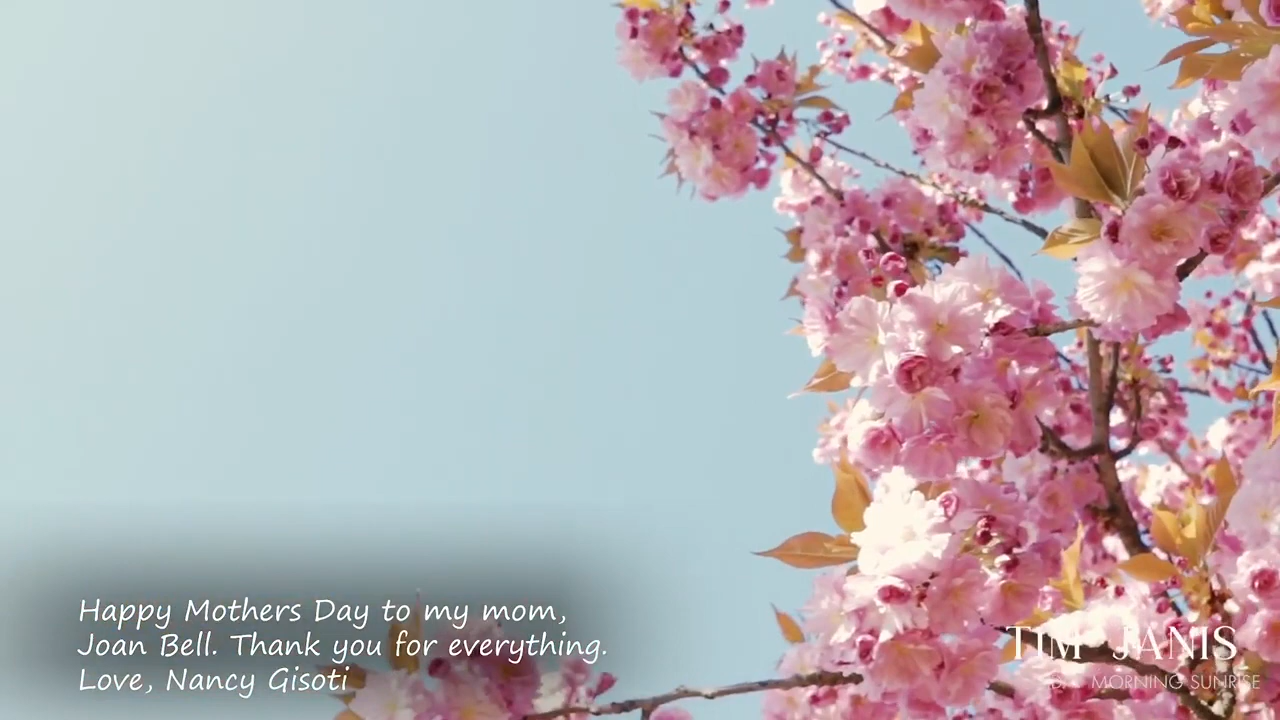 Happy Mothers Day to my mom,
Joan Bell. Thank you for everything.
Love, Nancy Gisoti
TIM JANIS
MORNING SUNRISE